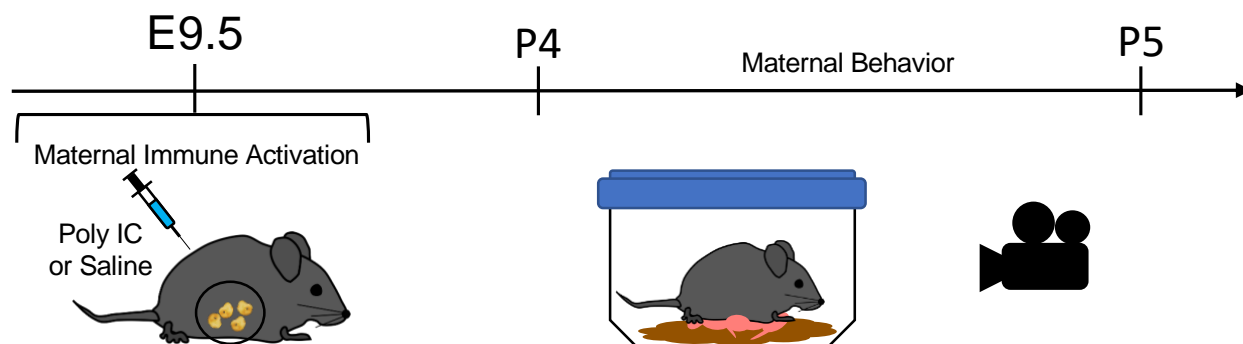 E9.5
P4
Maternal Behavior
P5
Maternal Immune Activation
Poly IC
or Saline